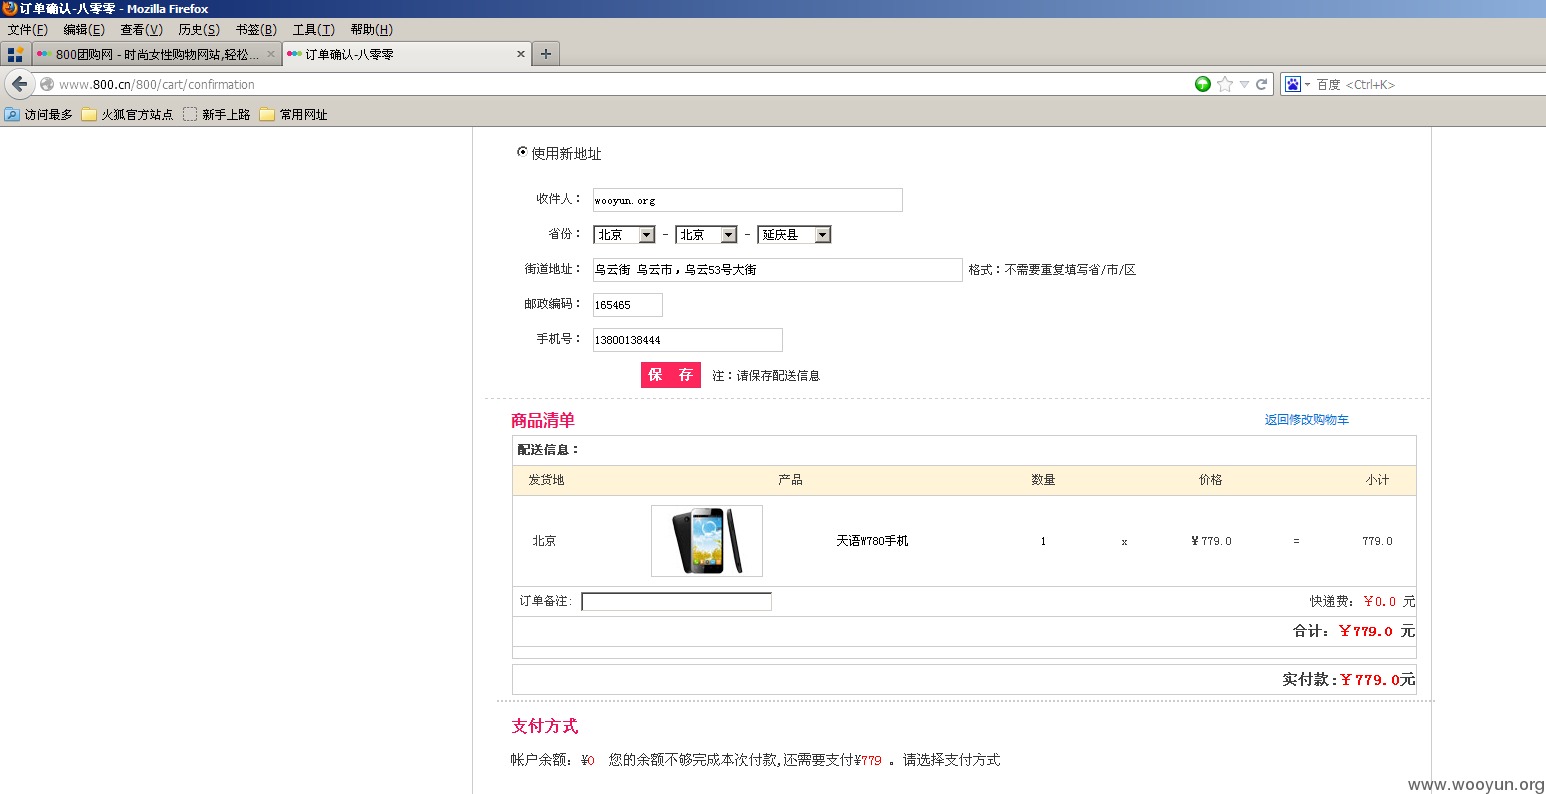 订单确认-八零零 - Mozilla Firefox
文件(F) 编辑(E) 查看(V) 历史(S) 书签(B) 工具(T) 帮助(H)
800团购网 - 时尚女性购物网站,轻松... 订单确认-八零零
www.800.cn/800/cart/confirmation 百度 <Ctrl+K>
访问最多 火狐官方站点 新手上路 常用网址
使用新地址
收件人： wooyun.org
省份： 北京 - 北京 - 延庆县
街道地址： 乌云街 乌云市，乌云53号大街 格式：不需要重复填写省/市/区
邮政编码： 165465
手机号： 13800138444
保 存 注：请保存配送信息
商品清单 返回修改购物车
配送信息：
发货地 产品 数量 价格 小计
北京 天语W780手机 1 x ¥779.0 = 779.0
订单备注: 快递费：￥0.0 元
合计：￥779.0 元
实付款:￥779.0元
支付方式
帐户余额：¥0 您的余额不够完成本次付款,还需要支付¥779 。请选择支付方式
www.wooyun.org